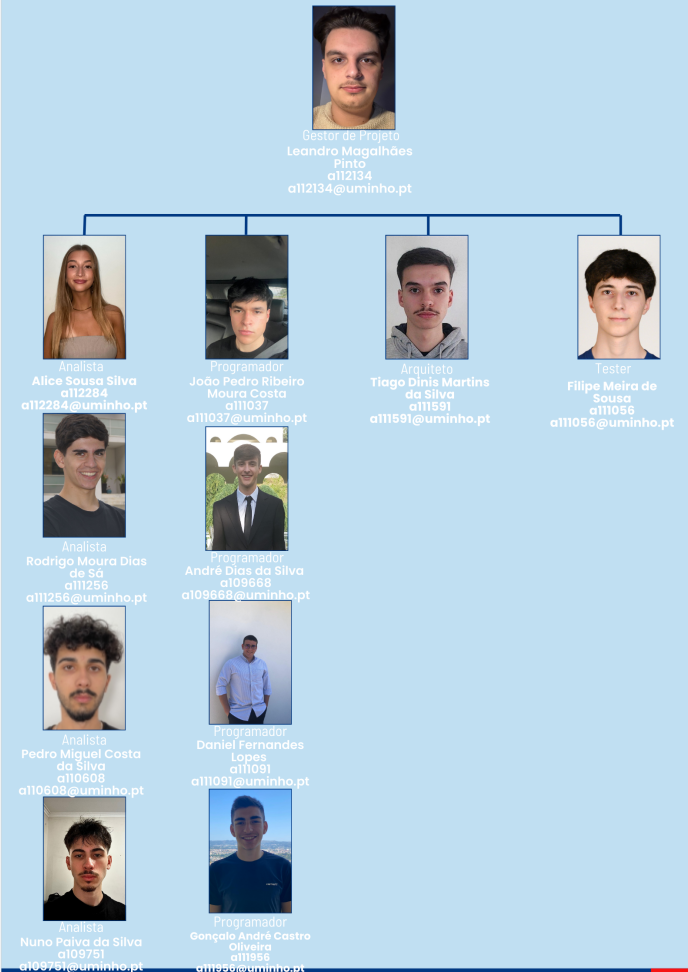 Gestor de Projeto
Leandro Magalhães
Pinto
a112134
a112134@uminho.pt
Analista
Alice Sousa Silva
a112284
a112284@uminho.pt
Programador
João Pedro Ribeiro
Moura Costa
a111037
a111037@uminho.pt
Arquiteto
Tiago Dinis Martins
da Silva
a111591
a111591@uminho.pt
Tester
Filipe Meira de
Sousa
a111056
a111056@uminho.pt
Analista
Rodrigo Moura Dias
de Sá
a111256
a111256@uminho.pt
Programador
André Dias da Silva
a109668
a109668@uminho.pt
Analista
Pedro Miguel Costa
da Silva
a110608
a110608@uminho.pt
Programador
Daniel Fernandes
Lopes
a111091
a111091@uminho.pt
Analista
Nuno Paiva da Silva
a109751
a109751@uminho.pt
Programador
Gonçalo André Castro
Oliveira
a111956
a111956@uminho.pt